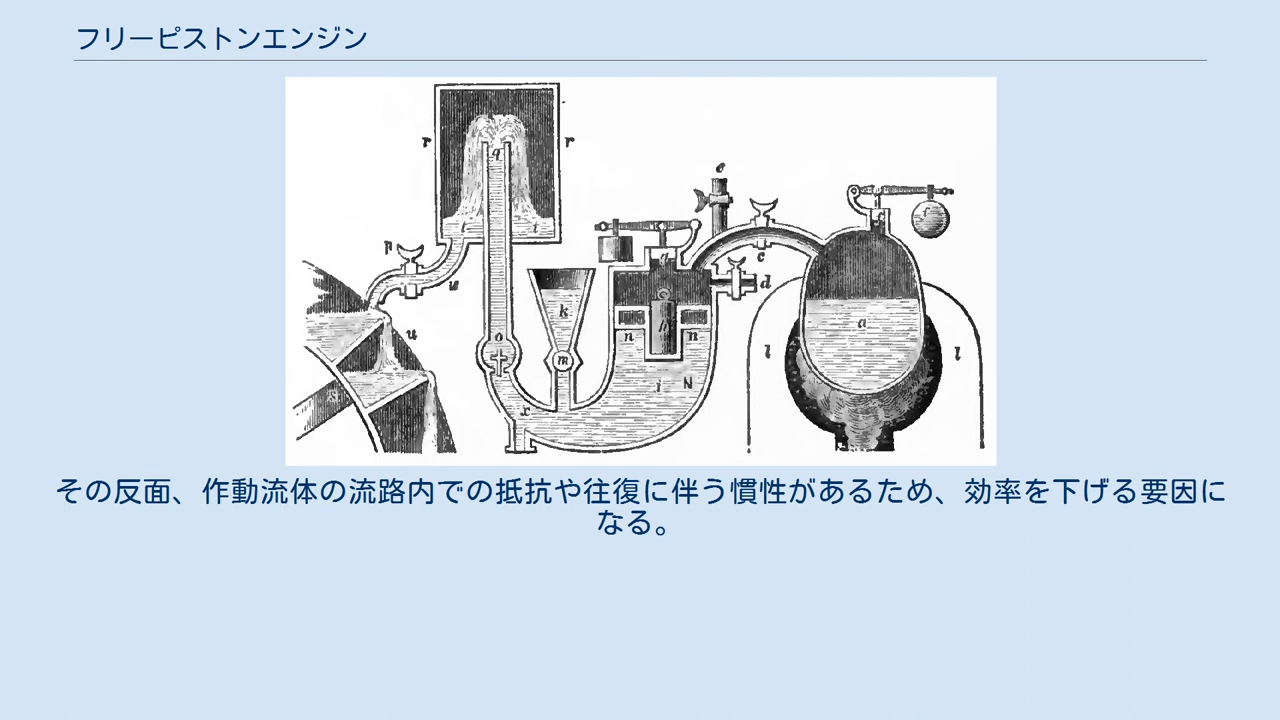 フリーピストンエンジン
r
r
q
t
t
p
u
u
o
k
m
x
s
e
c
d
g
f
h
n
n
i
N
a
l
l
その反面、作動流体の流路内での抵抗や往復に伴う慣性があるため、効率を下げる要因に
なる。